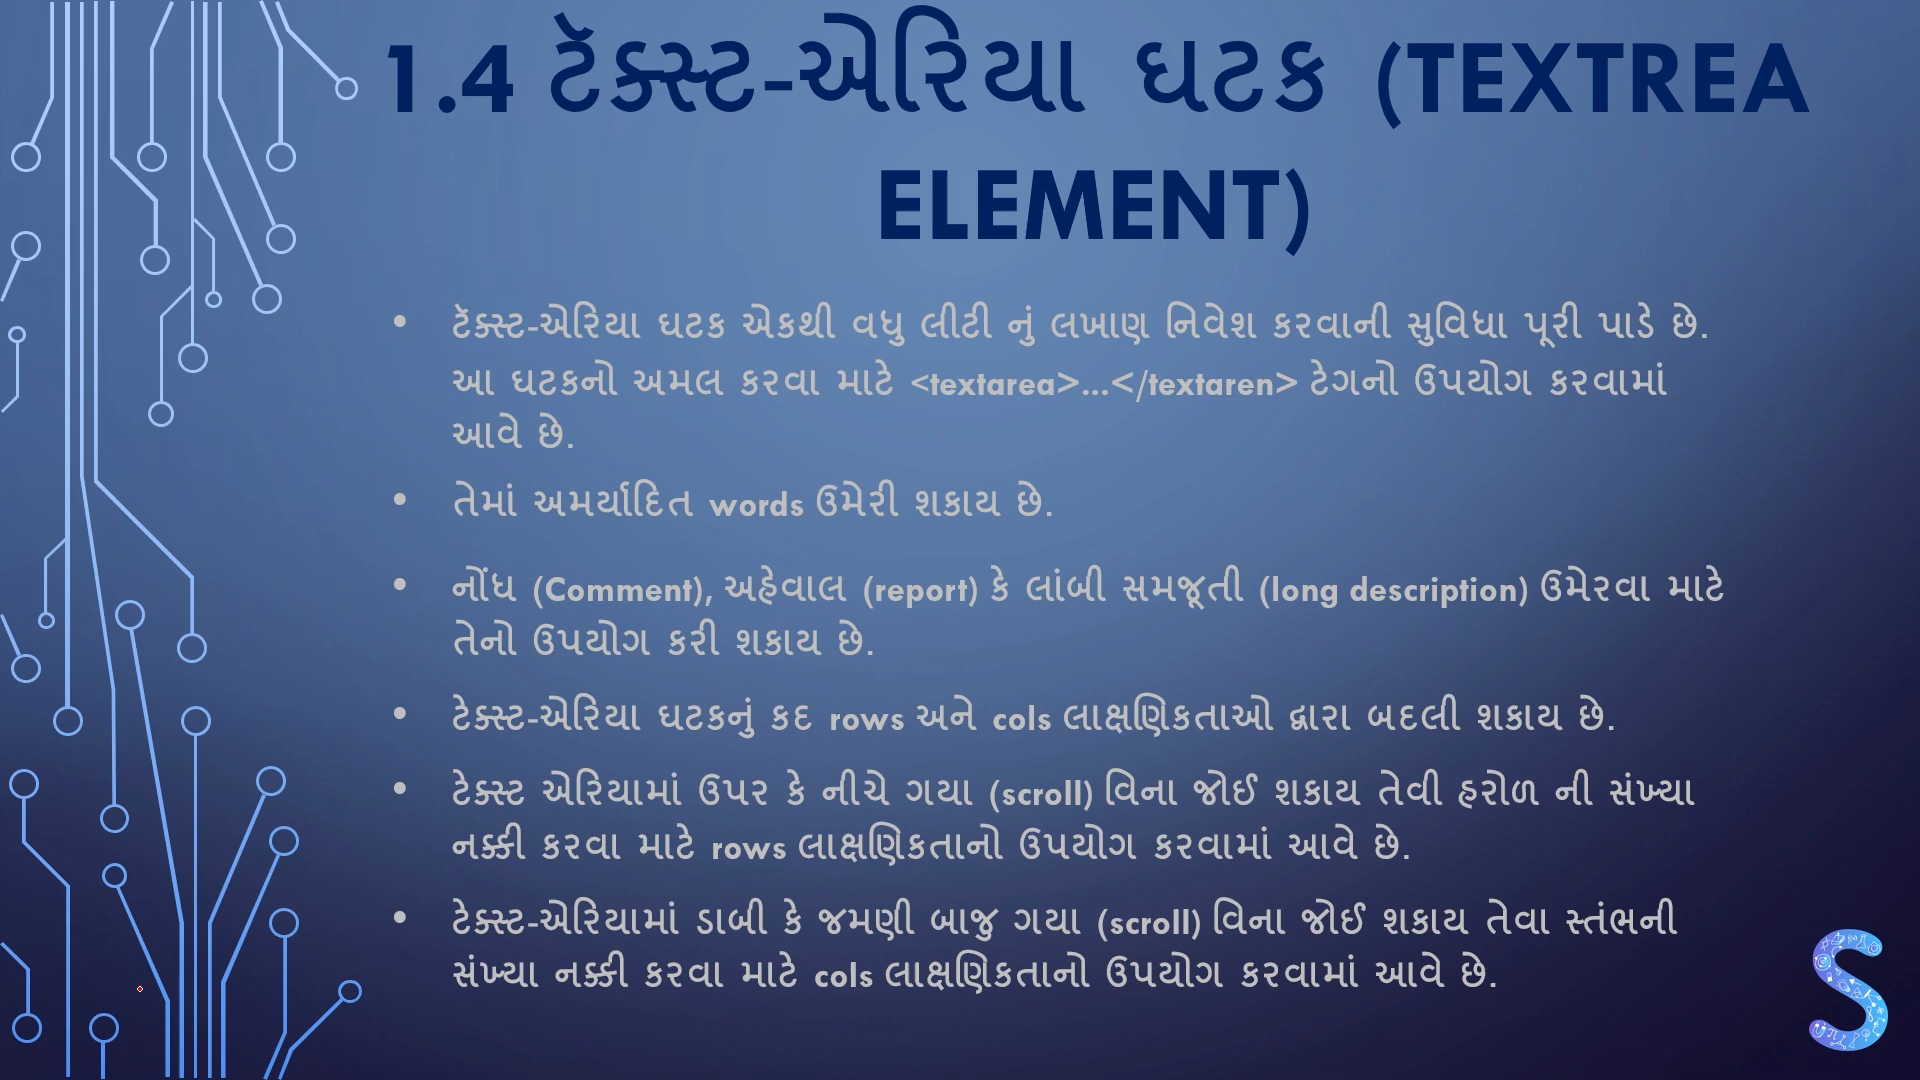 1.4 ટૅક્સ્ટ-એરિયા ઘટક (TEXTREA
ELEMENT)
• ટૅક્સ્ટ-એરિયા ઘટક એકથી વધુ લીટી નું લખાણ નિવેશ કરવાની સુવિધા પૂરી પાડે છે.
આ ઘટકનો અમલ કરવા માટે <textarea>...</textaren> ટેગનો ઉપયોગ કરવામાં
આવે છે.
• તેમાં અમર્યાદિત words ઉમેરી શકાય છે.
• નોંધ (Comment), અહેવાલ (report) કે લાંબી સમજૂતી (long description) ઉમેરવા માટે
તેનો ઉપયોગ કરી શકાય છે.
• ટેક્સ્ટ-એરિયા ઘટકનું કદ rows અને cols લાક્ષણિકતાઓ દ્વારા બદલી શકાય છે.
• ટેક્સ્ટ એરિયામાં ઉપર કે નીચે ગયા (scroll) વિના જોઈ શકાય તેવી હરોળ ની સંખ્યા
નક્કી કરવા માટે rows લાક્ષણિકતાનો ઉપયોગ કરવામાં આવે છે.
• ટેક્સ્ટ-એરિયામાં ડાબી કે જમણી બાજુ ગયા (scroll) વિના જોઈ શકાય તેવા સ્તંભની
સંખ્યા નક્કી કરવા માટે cols લાક્ષણિકતાનો ઉપયોગ કરવામાં આવે છે.
S